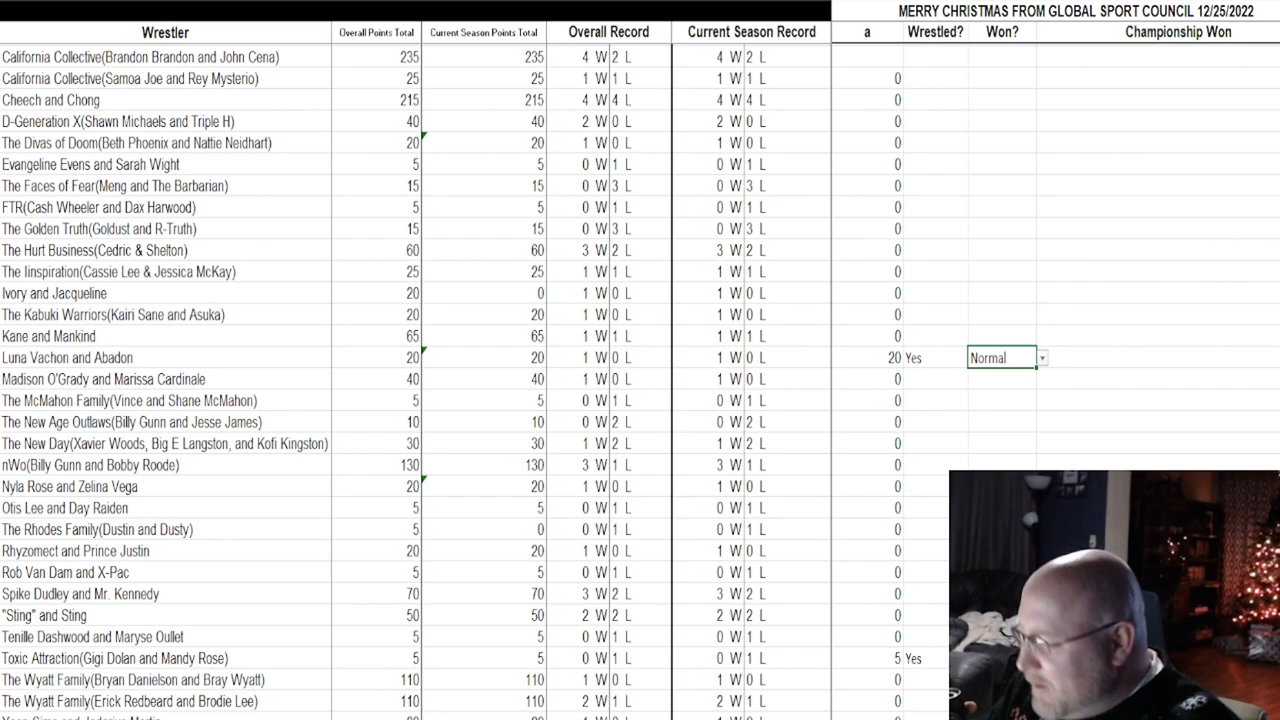 MERRY CHRISTMAS FROM GLOBAL SPORT COUNCIL 12/25/2022
Wrestler Overall Points Total Current Season Points Total Overall Record Current Season Record a Wrestled? Won? Championship Won
California Collective(Brandon Brandon and John Cena) 235 235 4 W 2 L 4 W 2 L
California Collective(Samoa Joe and Rey Mysterio) 25 25 1 W 1 L 1 W 1 L 0
Cheech and Chong 215 215 4 W 4 L 4 W 4 L 0
D-Generation X(Shawn Michaels and Triple H) 40 40 2 W 0 L 2 W 0 L 0
The Divas of Doom(Beth Phoenix and Nattie Neidhart) 20 20 1 W 0 L 1 W 0 L 0
Evangeline Evens and Sarah Wight 5 5 0 W 1 L 0 W 1 L 0
The Faces of Fear(Meng and The Barbarian) 15 15 0 W 3 L 0 W 3 L 0
FTR(Cash Wheeler and Dax Harwood) 5 5 0 W 1 L 0 W 1 L 0
The Golden Truth(Goldust and R-Truth) 15 15 0 W 3 L 0 W 3 L 0
The Hurt Business(Cedric & Shelton) 60 60 3 W 2 L 3 W 2 L 0
The Iinspiration(Cassie Lee & Jessica McKay) 25 25 1 W 1 L 1 W 1 L 0
Ivory and Jacqueline 20 0 1 W 0 L 1 W 0 L 0
The Kabuki Warriors(Kairi Sane and Asuka) 20 20 1 W 0 L 1 W 0 L 0
Kane and Mankind 65 65 1 W 1 L 1 W 1 L 0
Luna Vachon and Abadon 20 20 1 W 0 L 1 W 0 L 20 Yes Normal
Madison O'Grady and Marissa Cardinale 40 40 1 W 0 L 1 W 0 L 0
The McMahon Family(Vince and Shane McMahon) 5 5 0 W 1 L 0 W 1 L 0
The New Age Outlaws(Billy Gunn and Jesse James) 10 10 0 W 2 L 0 W 2 L 0
The New Day(Xavier Woods, Big E Langston, and Kofi Kingston) 30 30 1 W 2 L 1 W 2 L 0
nWo(Billy Gunn and Bobby Roode) 130 130 3 W 1 L 3 W 1 L 0
Nyla Rose and Zelina Vega 20 20 1 W 0 L 1 W 0 L 0
Otis Lee and Day Raiden 5 5 0 W 1 L 0 W 1 L 0
The Rhodes Family(Dustin and Dusty) 5 0 0 W 1 L 0 W 1 L 0
Rhyzomect and Prince Justin 20 20 1 W 0 L 1 W 0 L 0
Rob Van Dam and X-Pac 5 5 0 W 1 L 0 W 1 L 0
Spike Dudley and Mr. Kennedy 70 70 3 W 2 L 3 W 2 L 0
"Sting" and Sting 50 50 2 W 2 L 2 W 2 L 0
Tenille Dashwood and Maryse Oullet 5 5 0 W 1 L 0 W 1 L 0
Toxic Attraction(Gigi Dolan and Mandy Rose) 5 5 0 W 1 L 0 W 1 L 5 Yes
The Wyatt Family(Bryan Danielson and Bray Wyatt) 110 110 1 W 0 L 1 W 0 L 0
The Wyatt Family(Erick Redbeard and Brodie Lee) 110 110 2 W 1 L 2 W 1 L 0